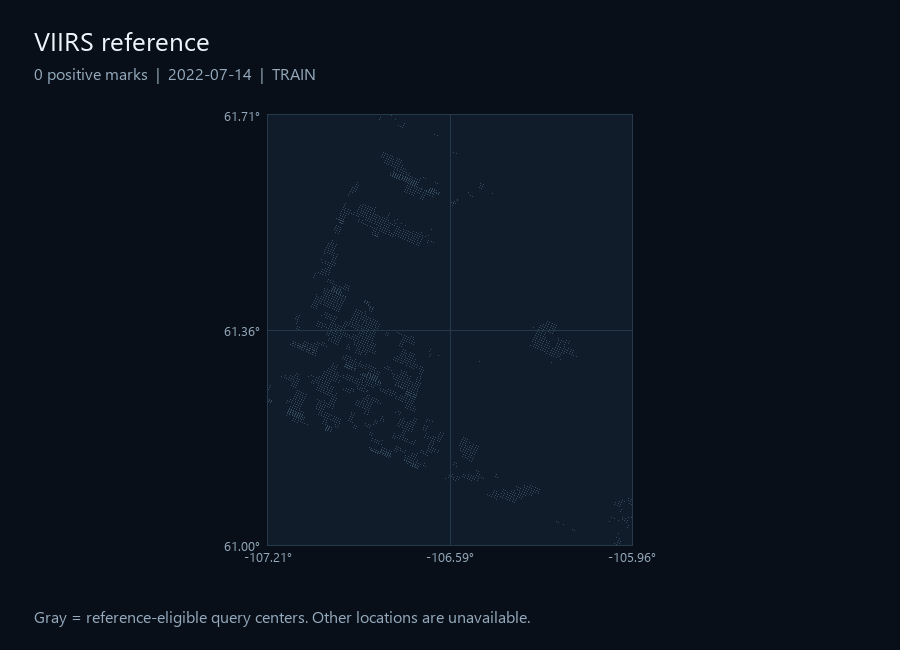 VIIRS reference
0 positive marks | 2022-07-14 | TRAIN
61.71°
61.36°
61.00°
-107.21°
-106.59°
-105.96°
Gray = reference-eligible query centers. Other locations are unavailable.